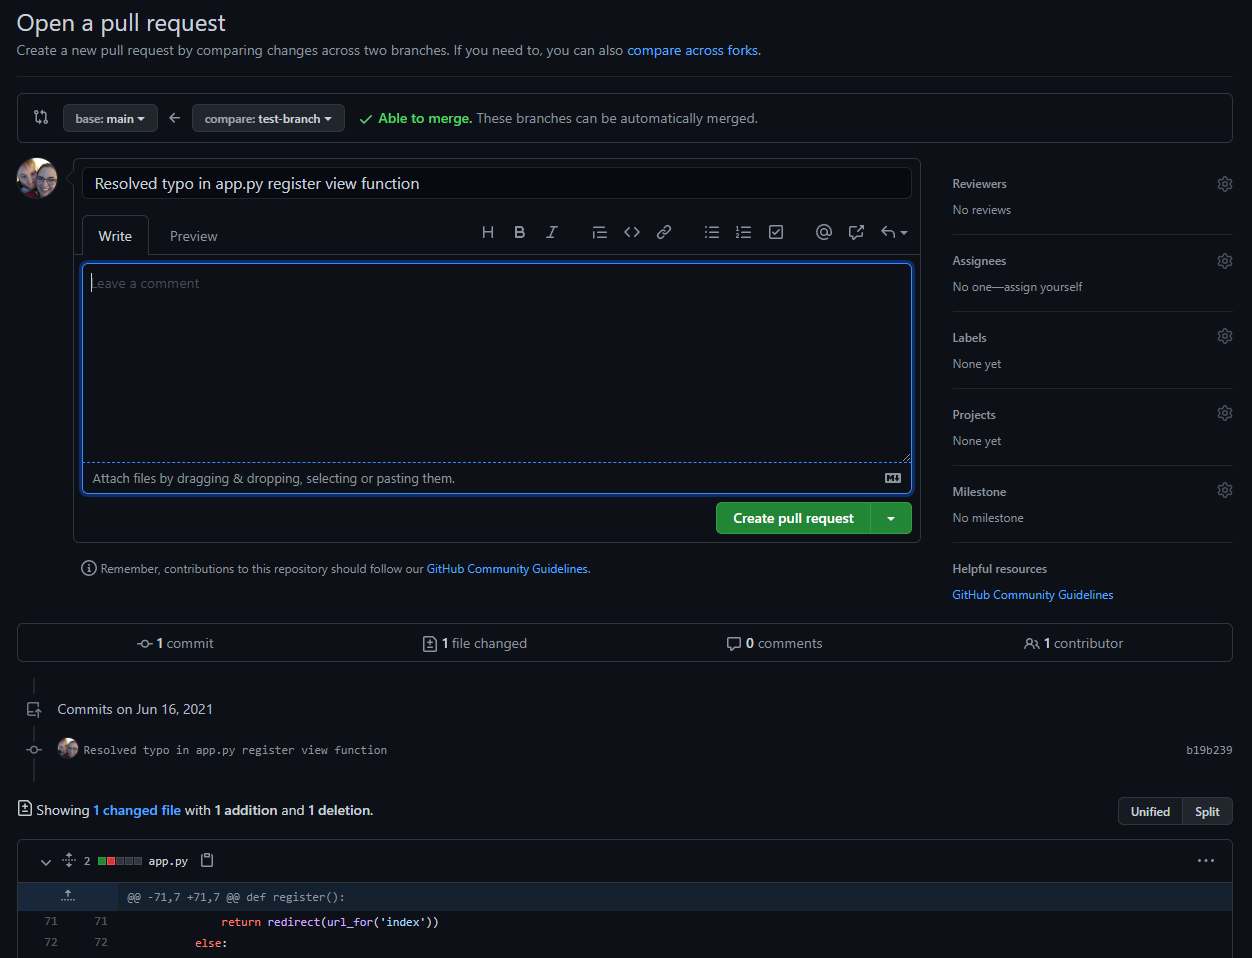 Open a pull request
Create a new pull request by comparing changes across two branches. If you need to, you can also compare across forks.
base: main
compare: test-branch
Able to merge. These branches can be automatically merged.
Resolved typo in app.py register view function
Write
Preview
Leave a comment
Attach files by dragging & dropping, selecting or pasting them.
Create pull request
Remember, contributions to this repository should follow our GitHub Community Guidelines.
Reviewers
No reviews
Assignees
No one—assign yourself
Labels
None yet
Projects
None yet
Milestone
No milestone
Helpful resources
GitHub Community Guidelines
1 commit
1 file changed
0 comments
1 contributor
Commits on Jun 16, 2021
Resolved typo in app.py register view function
b19b239
Showing 1 changed file with 1 addition and 1 deletion.
Unified
Split
2 app.py
@@ -71,7 +71,7 @@ def register():
71 71 return redirect(url_for('index'))
72 72 else: